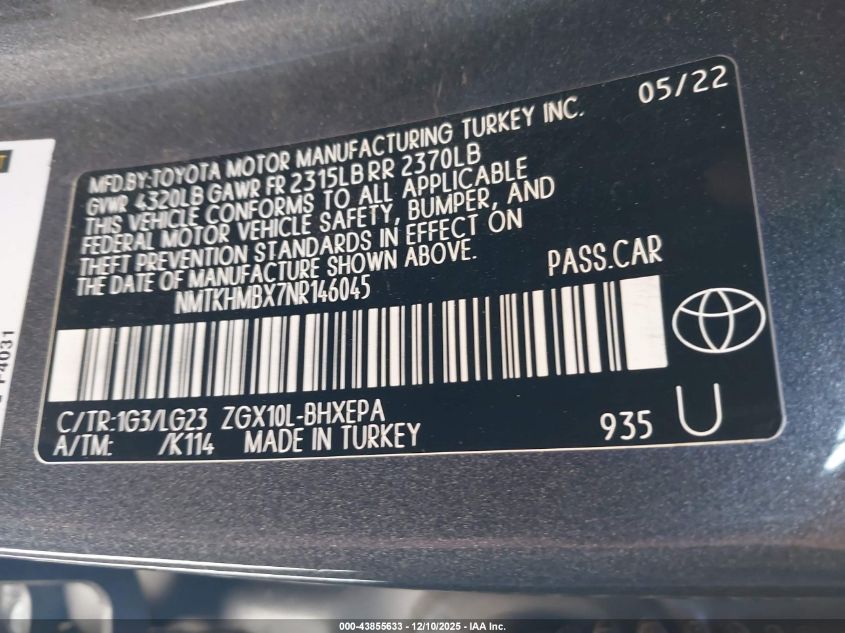 05/22
MFD.BY:TOYOTA MOTOR MANUFACTURING TURKEY INC.
GVWR 4320LB GAWR FR 2315LB RR 2370LB
THIS VEHICLE CONFORMS TO ALL APPLICABLE
FEDERAL MOTOR VEHICLE SAFETY, BUMPER, AND
THEFT PREVENTION STANDARDS IN EFFECT ON
THE DATE OF MANUFACTURE SHOWN ABOVE.
NMTKHMBX7NR146045 PASS.CAR
C/TR:1G3/LG23 ZGX10L-BHXEPA
A/TM: /K114 MADE IN TURKEY 935 U
F4031
000-43855633 - 12/10/2025 - IAA Inc.